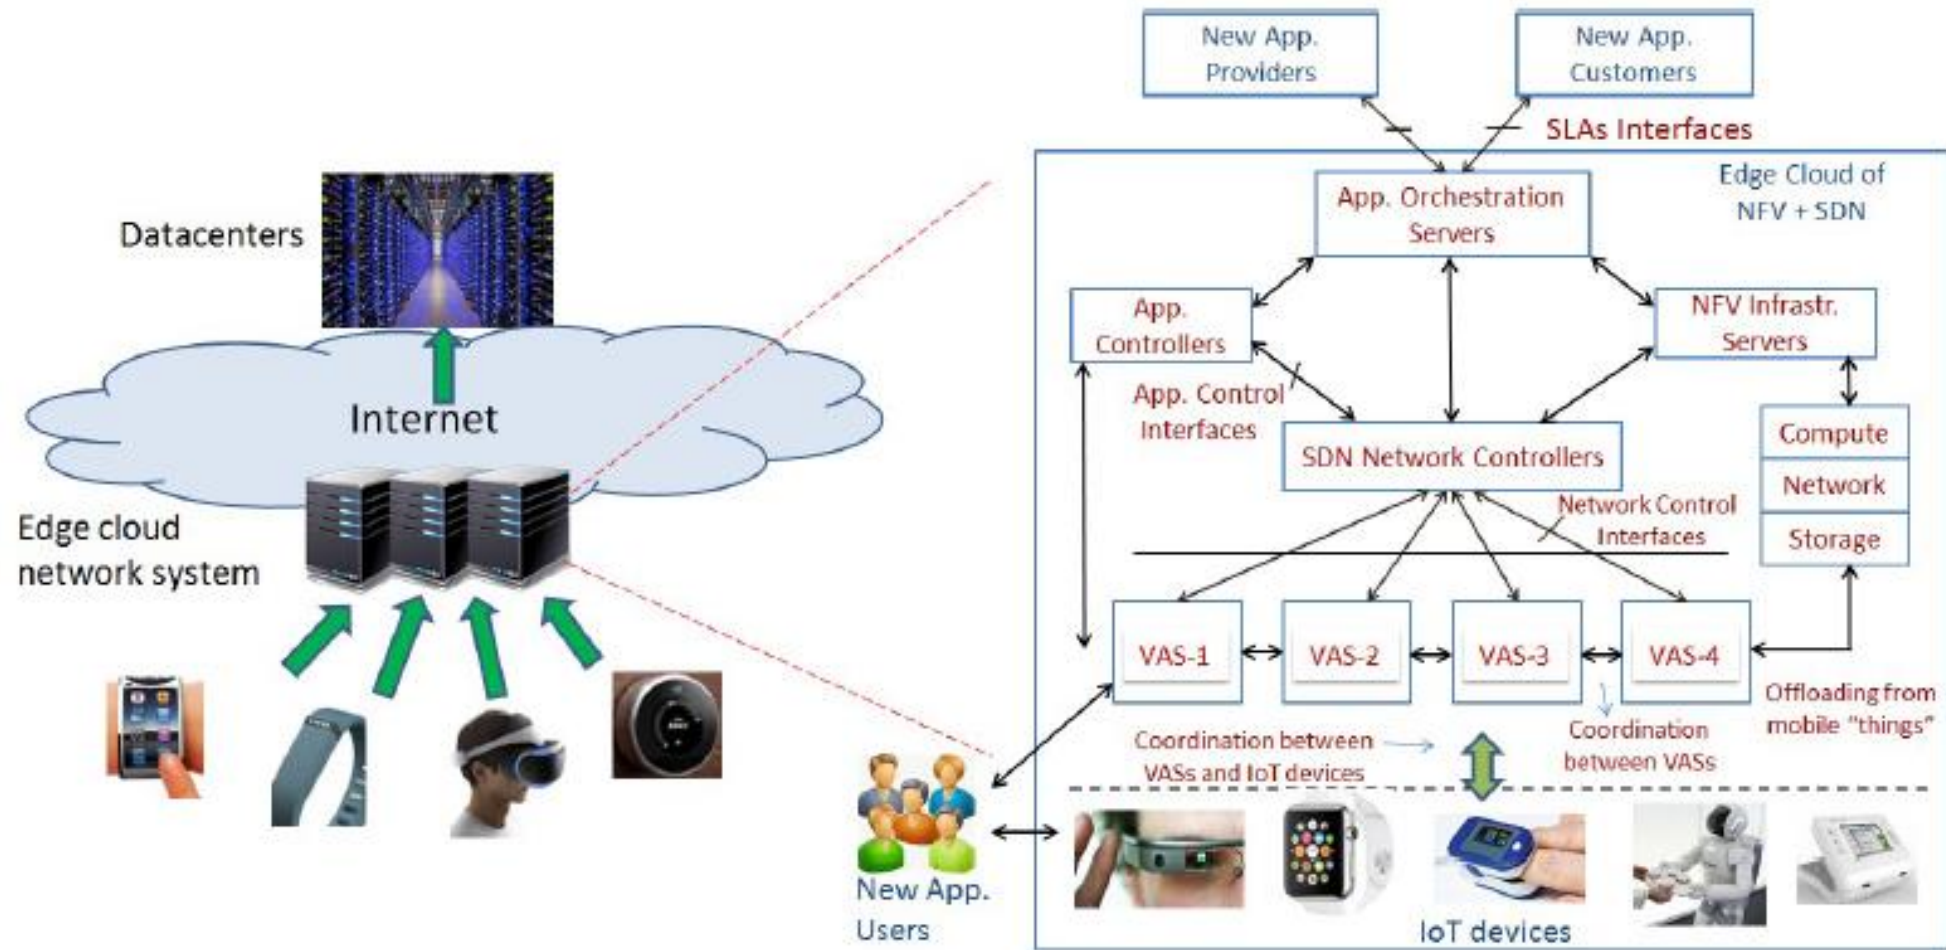 Datacenters
Internet
Edge cloud
network system
New App.
Providers
New App.
Customers
SLAs Interfaces
Edge Cloud of
NFV + SDN
App. Orchestration
Servers
App.
Controllers
NFV Infrastr.
Servers
App. Control
Interfaces
SDN Network Controllers
Compute
Network
Storage
Network Control
Interfaces
VAS-1
VAS-2
VAS-3
VAS-4
Offloading from
mobile "things"
Coordination between
VASs and IoT devices
Coordination
between VASs
New App.
Users
IoT devices